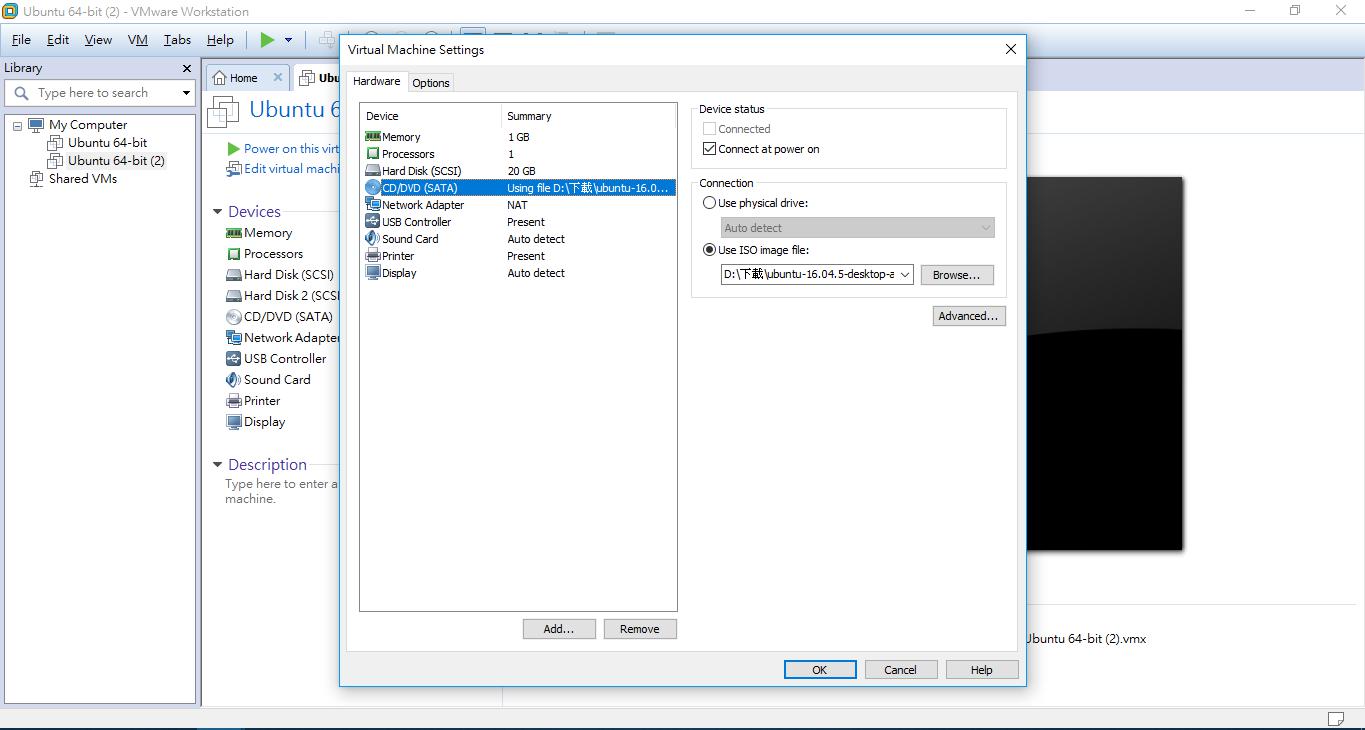 Ubuntu 64-bit (2) - VMware Workstation
File Edit View VM Tabs Help
Library
Type here to search
My Computer
Ubuntu 64-bit
Ubuntu 64-bit (2)
Shared VMs
Home
Ubu
Ubuntu 6
Power on this virt
Edit virtual machi
Devices
Memory
Processors
Hard Disk (SCSI)
Hard Disk 2 (SCSI
CD/DVD (SATA)
Network Adapter
USB Controller
Sound Card
Printer
Display
Description
Type here to enter a
machine.
Virtual Machine Settings
Hardware Options
Device Summary
Memory 1 GB
Processors 1
Hard Disk (SCSI) 20 GB
CD/DVD (SATA) Using file D:\下載\ubuntu-16.0...
Network Adapter NAT
USB Controller Present
Sound Card Auto detect
Printer Present
Display Auto detect
Add... Remove
Device status
Connected
Connect at power on
Connection
Use physical drive:
Auto detect
Use ISO image file:
D:\下載\ubuntu-16.04.5-desktop-a
Browse...
Advanced...
OK Cancel Help
Ubuntu 64-bit (2).vmx